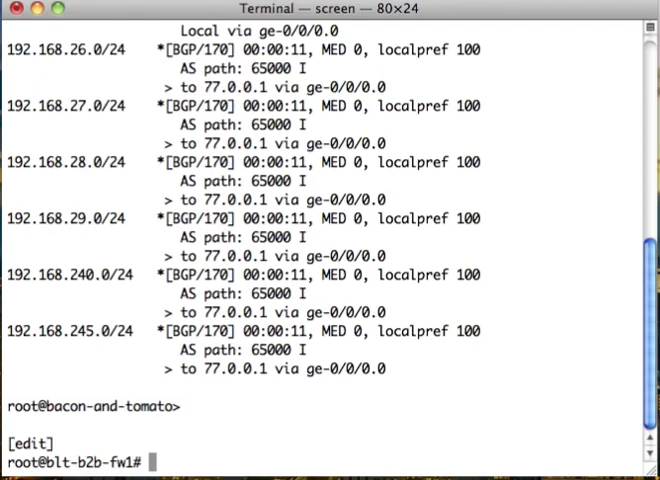 Terminal — screen — 80×24
Local via ge-0/0/0.0
192.168.26.0/24 *[BGP/170] 00:00:11, MED 0, localpref 100
AS path: 65000 I
> to 77.0.0.1 via ge-0/0/0.0
192.168.27.0/24 *[BGP/170] 00:00:11, MED 0, localpref 100
AS path: 65000 I
> to 77.0.0.1 via ge-0/0/0.0
192.168.28.0/24 *[BGP/170] 00:00:11, MED 0, localpref 100
AS path: 65000 I
> to 77.0.0.1 via ge-0/0/0.0
192.168.29.0/24 *[BGP/170] 00:00:11, MED 0, localpref 100
AS path: 65000 I
> to 77.0.0.1 via ge-0/0/0.0
192.168.240.0/24 *[BGP/170] 00:00:11, MED 0, localpref 100
AS path: 65000 I
> to 77.0.0.1 via ge-0/0/0.0
192.168.245.0/24 *[BGP/170] 00:00:11, MED 0, localpref 100
AS path: 65000 I
> to 77.0.0.1 via ge-0/0/0.0
root@bacon-and-tomato>
[edit]
root@blt-b2b-fw1#